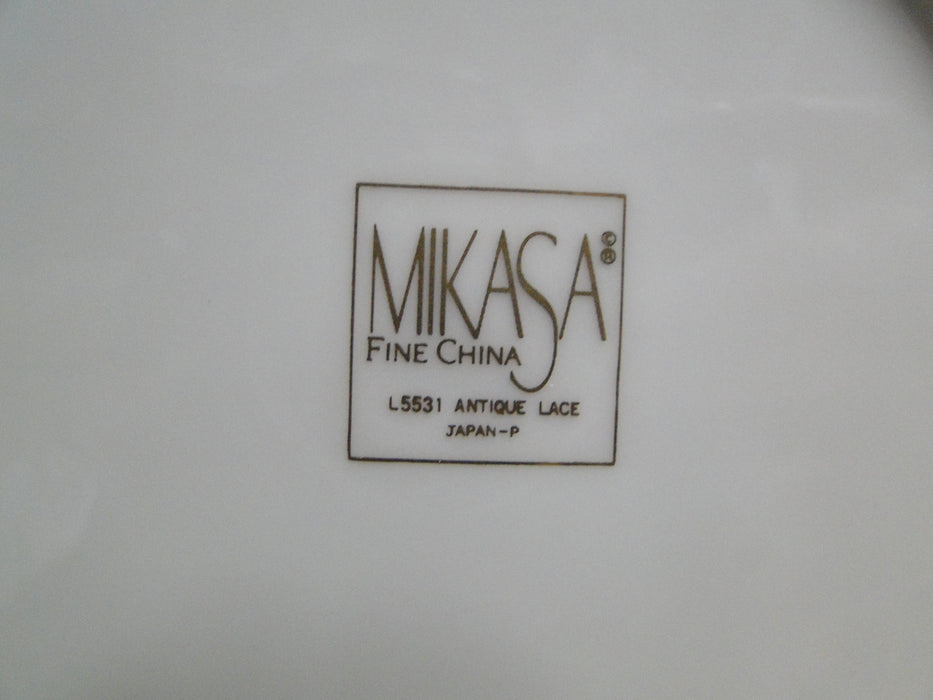 MIKASA©®
FINE CHINA
L5531 ANTIQUE LACE
JAPAN-P